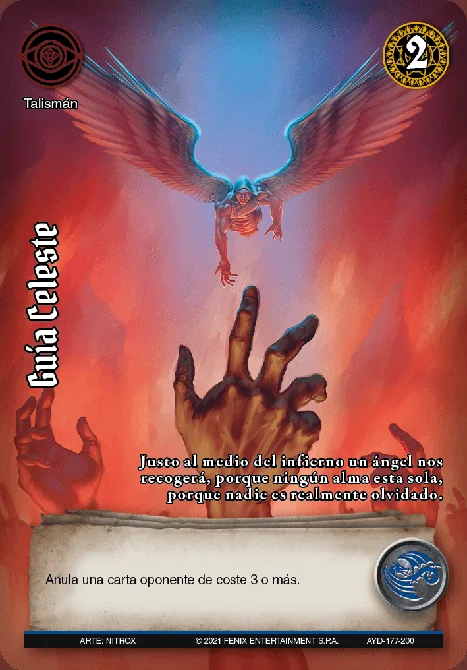 2
Talismán
Guía Celeste
Justo al medio del infierno un ángel nos
recogerá, porque ningún alma esta sola,
porque nadie es realmente olvidado.
Anula una carta oponente de coste 3 o más.
ARTE: NITROX © 2021 FENIX ENTERTAINMENT S.P.A. AYD-177-200